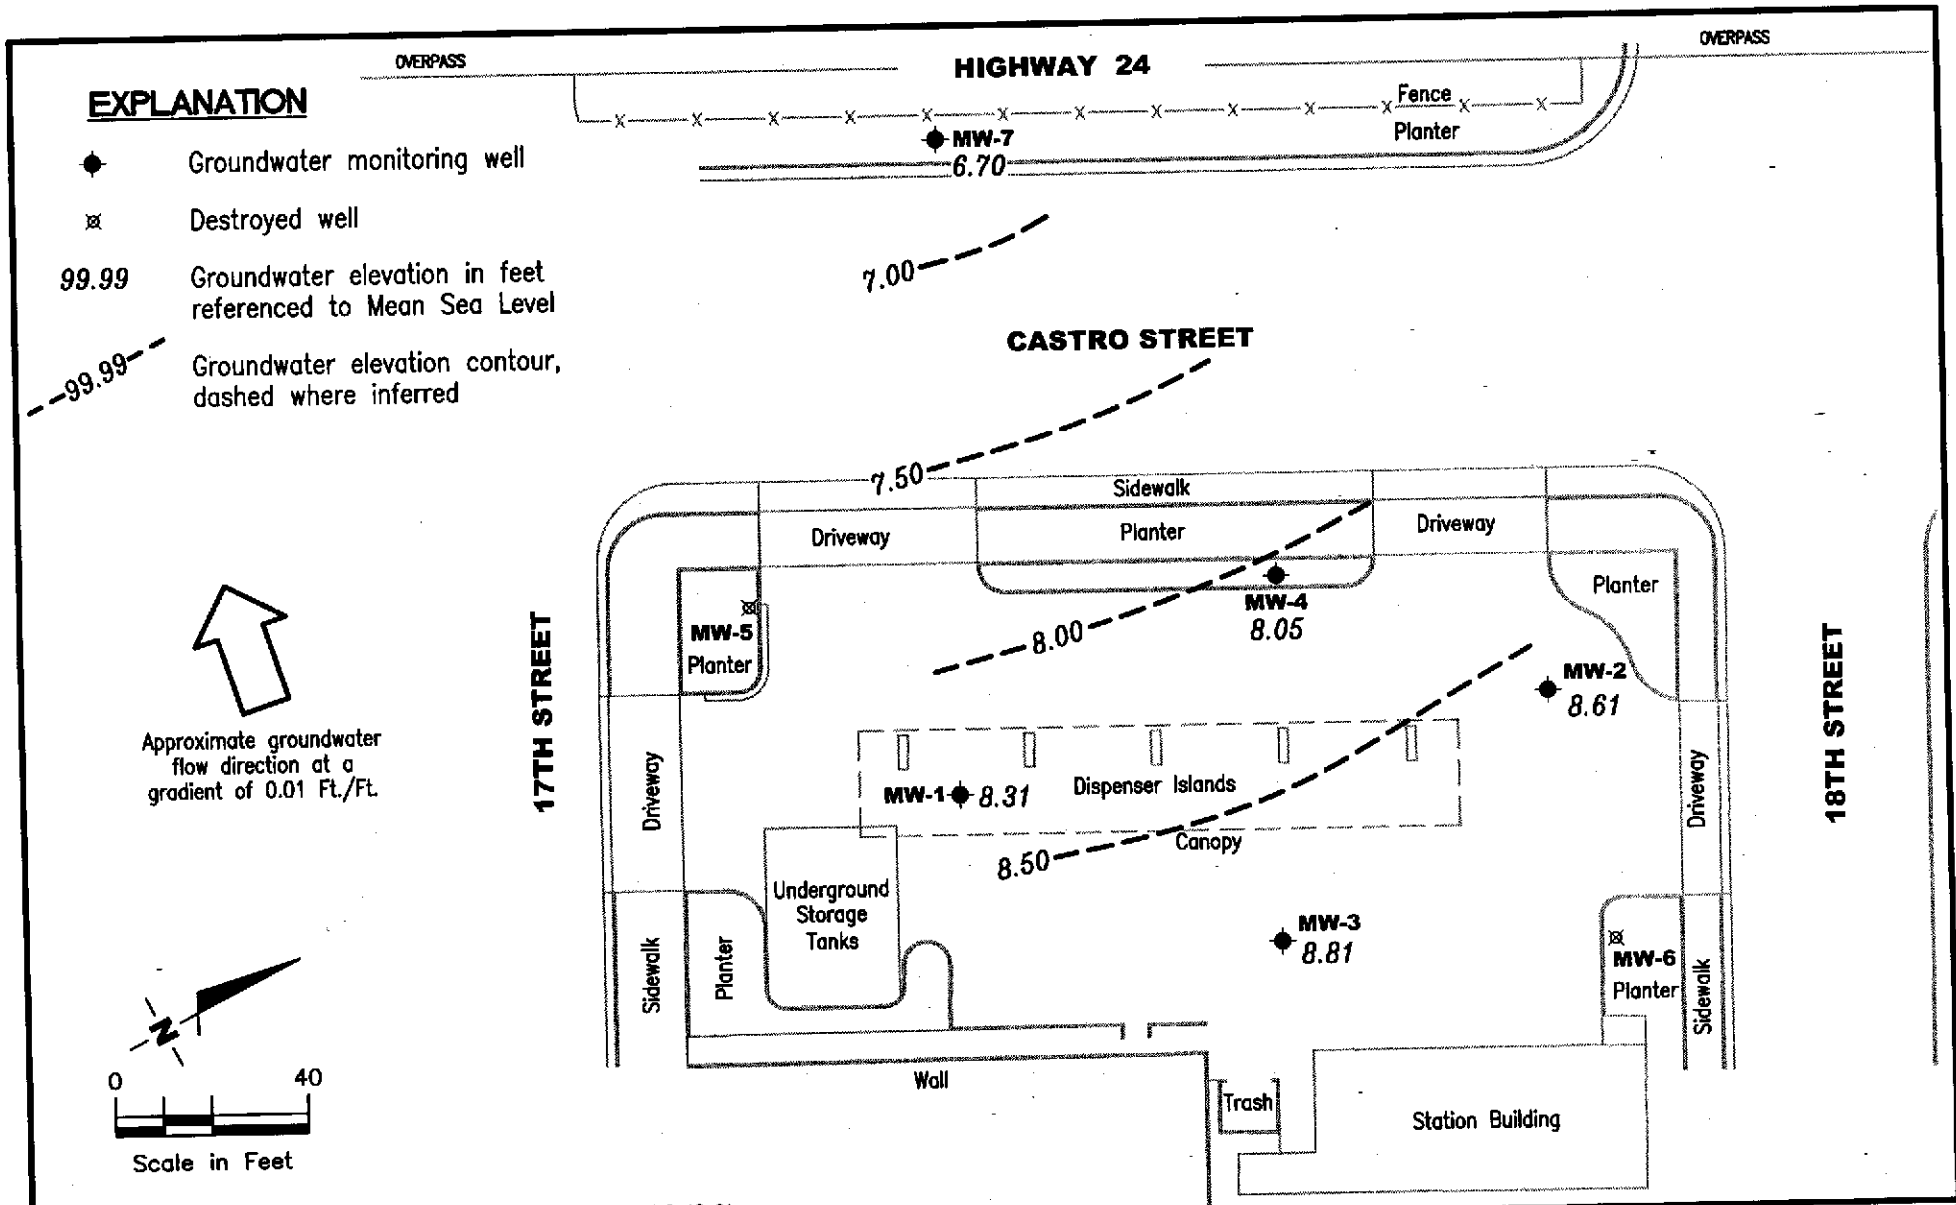 OVERPASS
HIGHWAY 24
OVERPASS
EXPLANATION
Groundwater monitoring well
Destroyed well
99.99
Groundwater elevation in feet
referenced to Mean Sea Level
99.99
Groundwater elevation contour,
dashed where inferred
Fence
Planter
MW-7
6.70
7.00
CASTRO STREET
7.50
Sidewalk
Driveway
Planter
Driveway
Planter
MW-5
Planter
8.00
MW-4
8.05
MW-2
8.61
17TH STREET
18TH STREET
Approximate groundwater
flow direction at a
gradient of 0.01 Ft./Ft.
Driveway
MW-1
8.31
Dispenser Islands
Driveway
8.50
Canopy
Underground
Storage
Tanks
MW-3
8.81
Sidewalk
Planter
MW-6
Planter
Sidewalk
N
0
40
Scale in Feet
Wall
Trash
Station Building